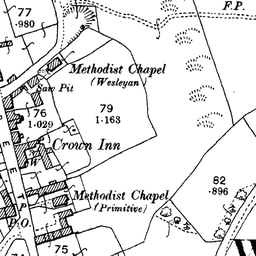 77
·980
F.P.
Methodist Chapel
(Wesleyan
Saw Pit
79
1·163
76
1·029
Crown Inn
W
82
·896
Methodist Chapel
(Primitive)
P.O.
75
74
W